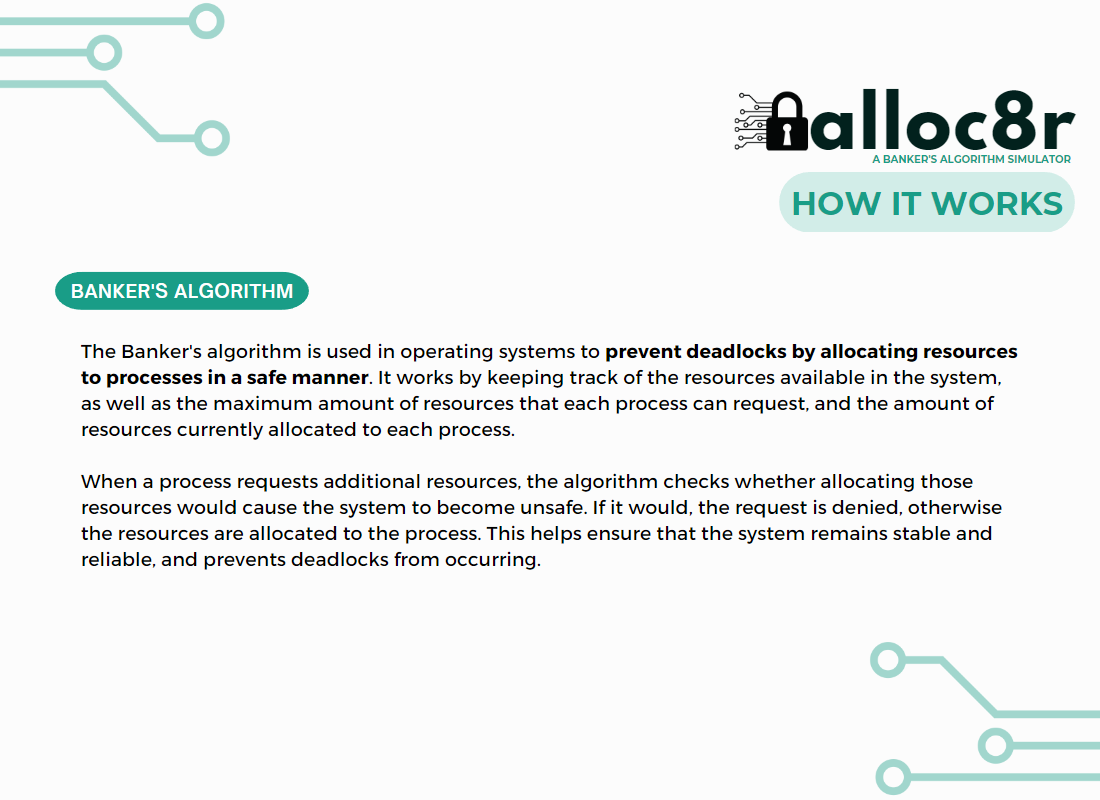 alloc8r
A BANKER'S ALGORITHM SIMULATOR
HOW IT WORKS
BANKER'S ALGORITHM
The Banker's algorithm is used in operating systems to prevent deadlocks by allocating resources
to processes in a safe manner. It works by keeping track of the resources available in the system,
as well as the maximum amount of resources that each process can request, and the amount of
resources currently allocated to each process.
When a process requests additional resources, the algorithm checks whether allocating those
resources would cause the system to become unsafe. If it would, the request is denied, otherwise
the resources are allocated to the process. This helps ensure that the system remains stable and
reliable, and prevents deadlocks from occurring.